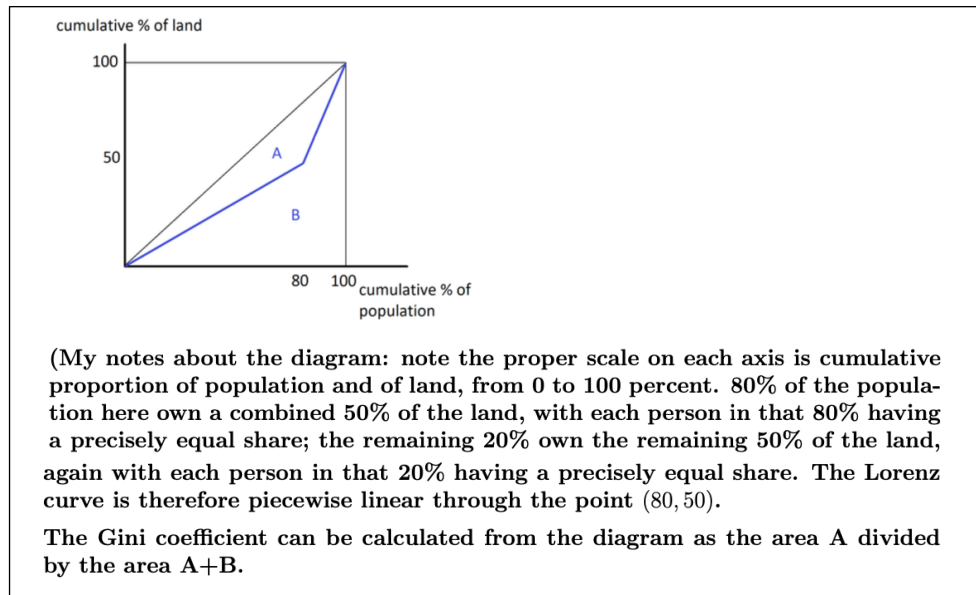 cumulative % of land
100
50
A
B
80
100
cumulative % of
population
(My notes about the diagram: note the proper scale on each axis is cumulative
proportion of population and of land, from 0 to 100 percent. 80% of the popula-
tion here own a combined 50% of the land, with each person in that 80% having
a precisely equal share; the remaining 20% own the remaining 50% of the land,
again with each person in that 20% having a precisely equal share. The Lorenz
curve is therefore piecewise linear through the point (80, 50).
The Gini coefficient can be calculated from the diagram as the area A divided
by the area A+B.